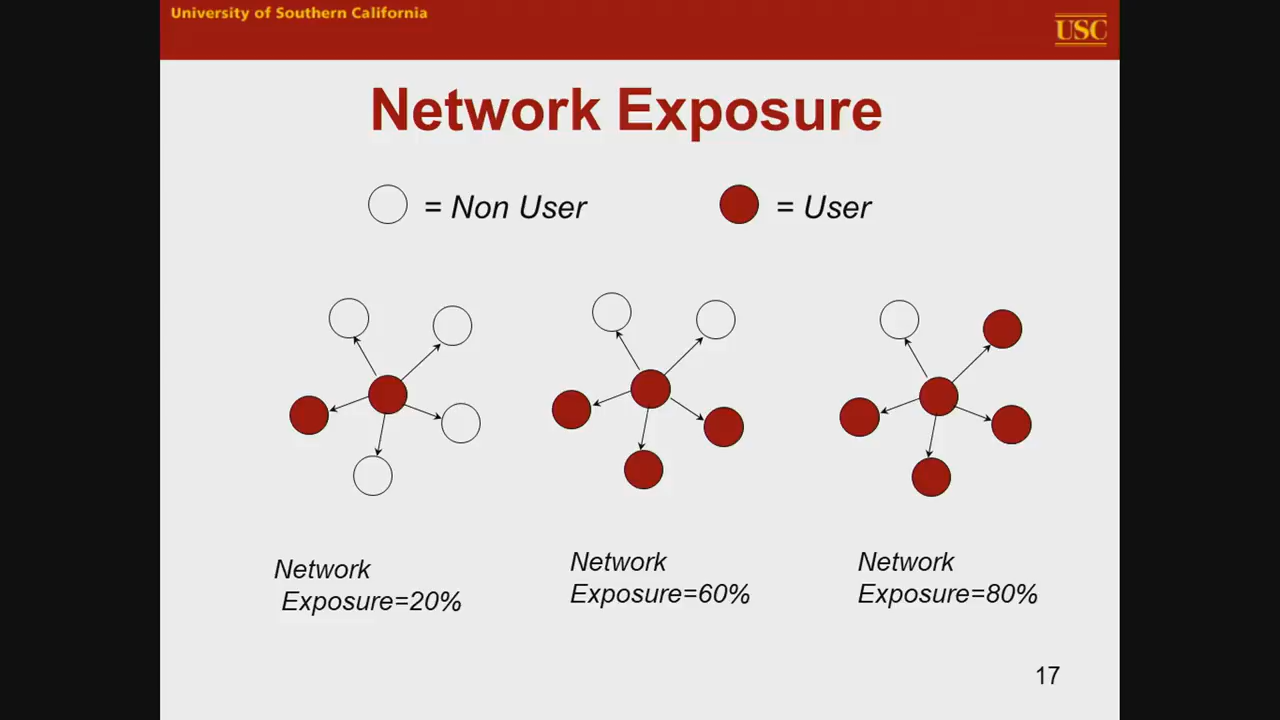 University of Southern California
USC
Network Exposure
= Non User
= User
Network
Exposure=20%
Network
Exposure=60%
Network
Exposure=80%
17